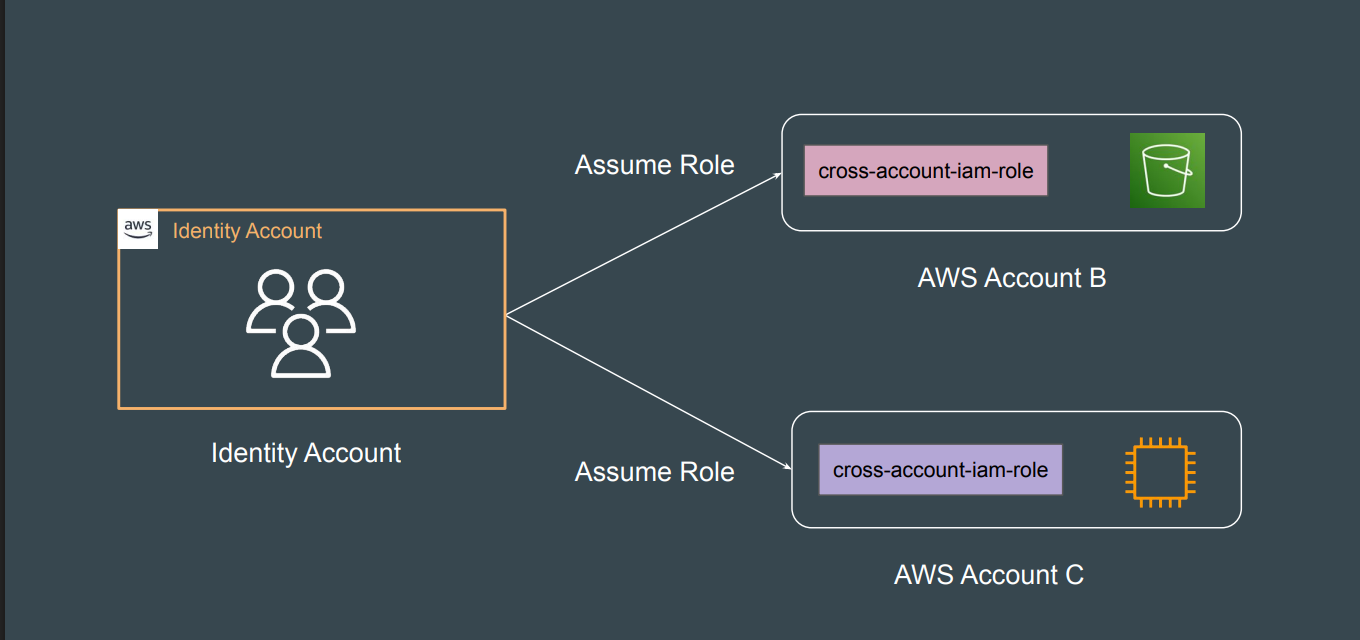 aws
Identity Account
Identity Account
Assume Role
cross-account-iam-role
AWS Account B
Assume Role
cross-account-iam-role
AWS Account C